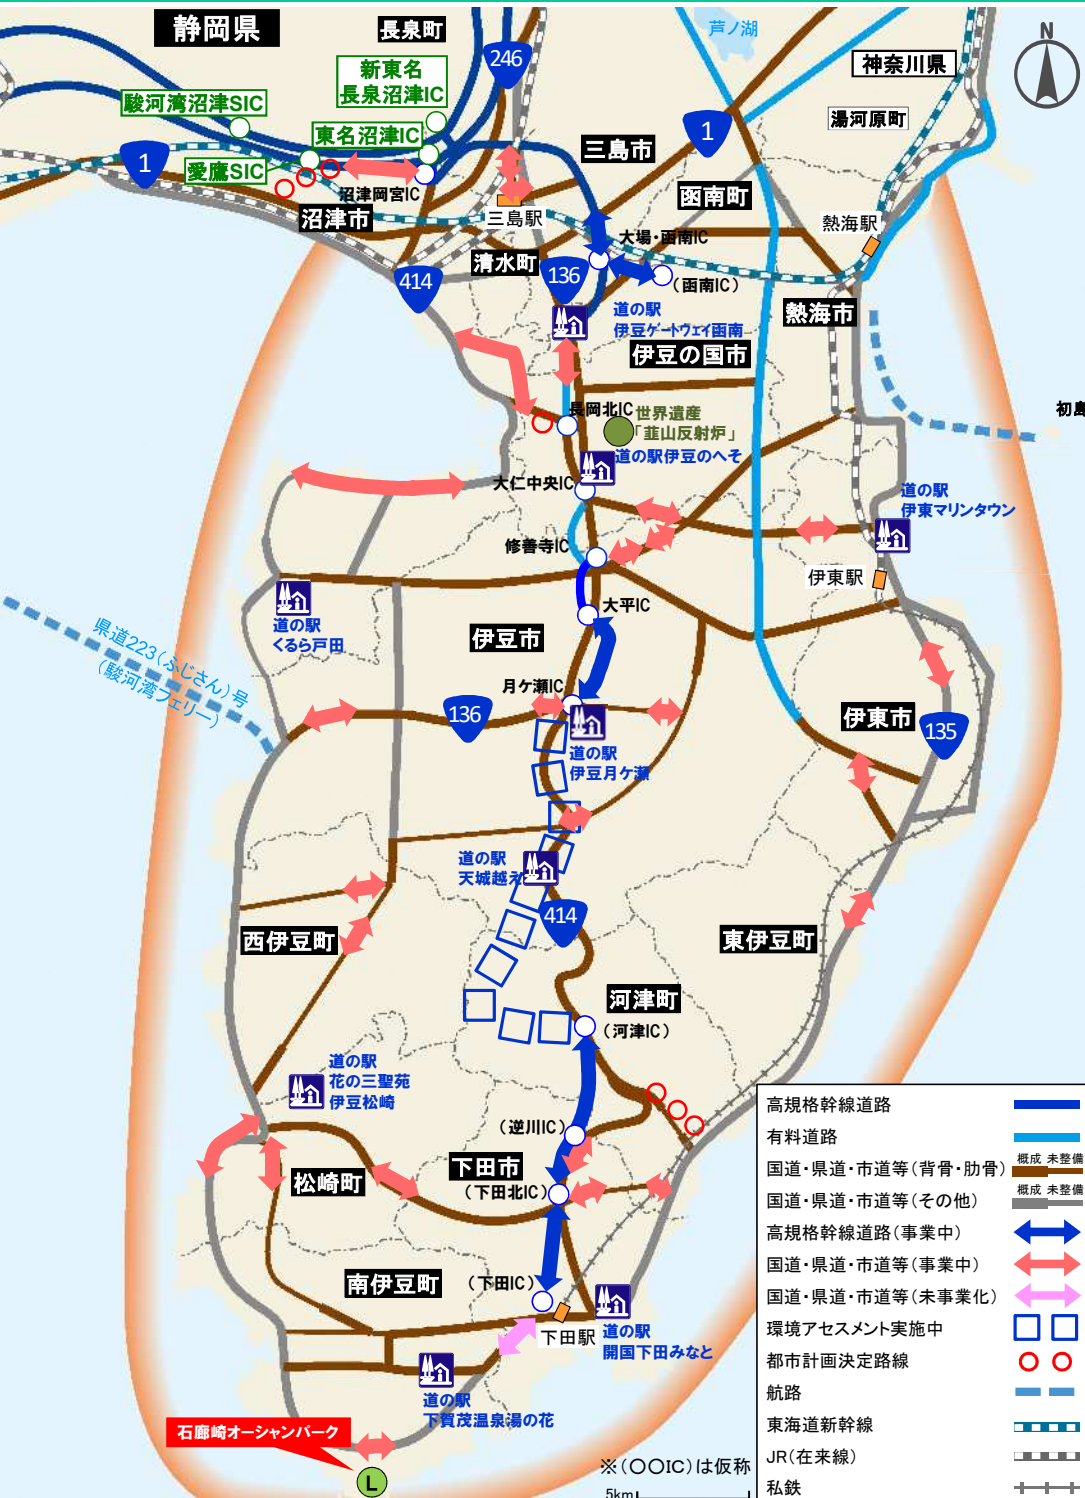 静岡県
長泉町
芦ノ湖
N
246
神奈川県
新東名
長泉沼津IC
駿河湾沼津SIC
湯河原町
東名沼津IC
1
三島市
1
愛鷹SIC
沼津岡宮IC
函南町
沼津市
三島駅
熱海駅
大場・函南IC
清水町
136
(函南IC)
414
道の駅
伊豆ゲートウェイ函南
熱海市
伊豆の国市
長岡北IC
世界遺産
「韮山反射炉」
初島
道の駅伊豆のへそ
大仁中央IC
道の駅
伊東マリンタウン
修善寺IC
伊東駅
大平IC
道の駅
くるら戸田
伊豆市
県道223(ふじさん)号
(駿河湾フェリー)
月ケ瀬IC
136
伊東市
135
道の駅
伊豆月ケ瀬
道の駅
天城越え
414
西伊豆町
東伊豆町
河津町
(河津IC)
道の駅
花の三聖苑
伊豆松崎
(逆川IC)
下田市
松崎町
(下田北IC)
南伊豆町
(下田IC)
下田駅
道の駅
開国下田みなと
道の駅
下賀茂温泉湯の花
石廊崎オーシャンパーク
L
※(〇〇IC)は仮称
5km
高規格幹線道路
有料道路
国道・県道・市道等(背骨・肋骨) 概成 未整備
国道・県道・市道等(その他) 概成 未整備
高規格幹線道路(事業中)
国道・県道・市道等(事業中)
国道・県道・市道等(未事業化)
環境アセスメント実施中
都市計画決定路線
航路
東海道新幹線
JR(在来線)
私鉄